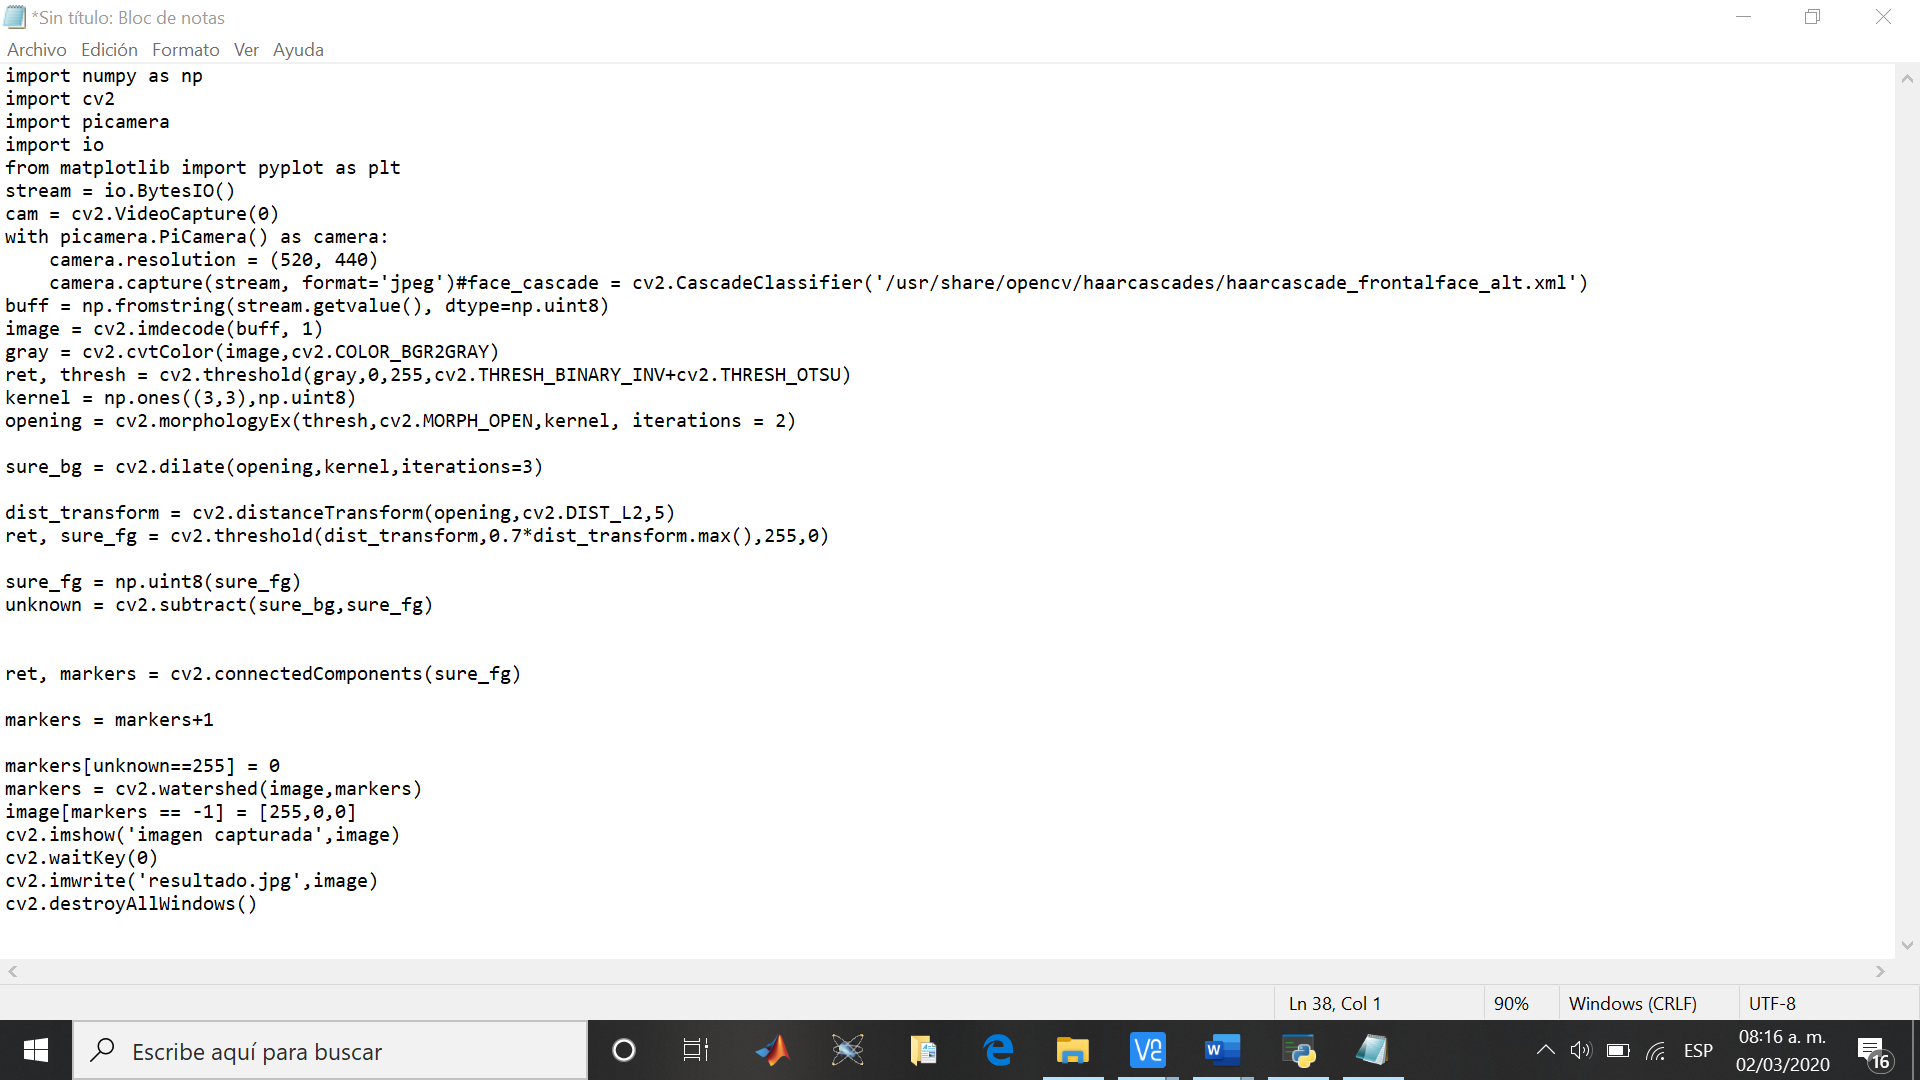 *Sin título: Bloc de notas
Archivo Edición Formato Ver Ayuda
import numpy as np
import cv2
import picamera
import io
from matplotlib import pyplot as plt
stream = io.BytesIO()
cam = cv2.VideoCapture(0)
with picamera.PiCamera() as camera:
    camera.resolution = (520, 440)
    camera.capture(stream, format='jpeg')#face_cascade = cv2.CascadeClassifier('/usr/share/opencv/haarcascades/haarcascade_frontalface_alt.xml')
buff = np.fromstring(stream.getvalue(), dtype=np.uint8)
image = cv2.imdecode(buff, 1)
gray = cv2.cvtColor(image,cv2.COLOR_BGR2GRAY)
ret, thresh = cv2.threshold(gray,0,255,cv2.THRESH_BINARY_INV+cv2.THRESH_OTSU)
kernel = np.ones((3,3),np.uint8)
opening = cv2.morphologyEx(thresh,cv2.MORPH_OPEN,kernel, iterations = 2)
sure_bg = cv2.dilate(opening,kernel,iterations=3)
dist_transform = cv2.distanceTransform(opening,cv2.DIST_L2,5)
ret, sure_fg = cv2.threshold(dist_transform,0.7*dist_transform.max(),255,0)
sure_fg = np.uint8(sure_fg)
unknown = cv2.subtract(sure_bg,sure_fg)
ret, markers = cv2.connectedComponents(sure_fg)
markers = markers+1
markers[unknown==255] = 0
markers = cv2.watershed(image,markers)
image[markers == -1] = [255,0,0]
cv2.imshow('imagen capturada',image)
cv2.waitKey(0)
cv2.imwrite('resultado.jpg',image)
cv2.destroyAllWindows()
Ln 38, Col 1 90% Windows (CRLF) UTF-8
Escribe aquí para buscar
ESP
08:16 a. m.
02/03/2020
16